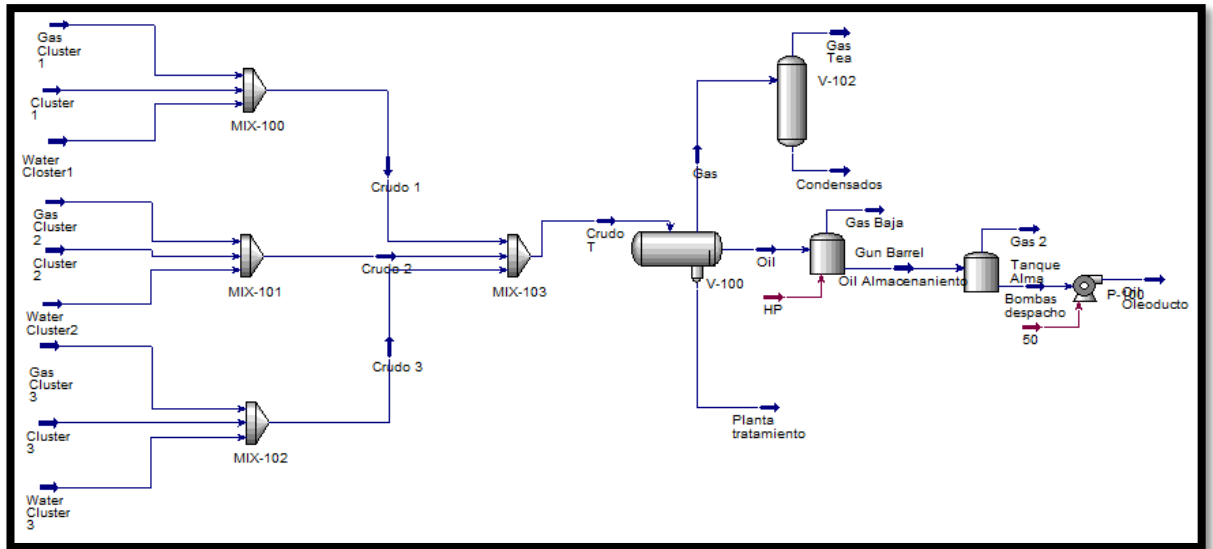 Gas
Cluster
1
Cluster
1
Water
Closter1
MIX-100
Crudo 1
Gas
Cluster
2
Cluster
2
Water
Cluster2
MIX-101
Crudo 2
Gas
Cluster
3
Cluster
3
Water
Cluster
3
MIX-102
Crudo 3
MIX-103
Crudo
T
V-100
Gas
V-102
Gas
Tea
Condensados
Oil
Planta
tratamiento
HP
Gas Baja
Gun Barrel
Oil Almacenaniento
Gas 2
Tanque
Alma
Bombas
despacho
50
P-100
Oil
Oleoducto